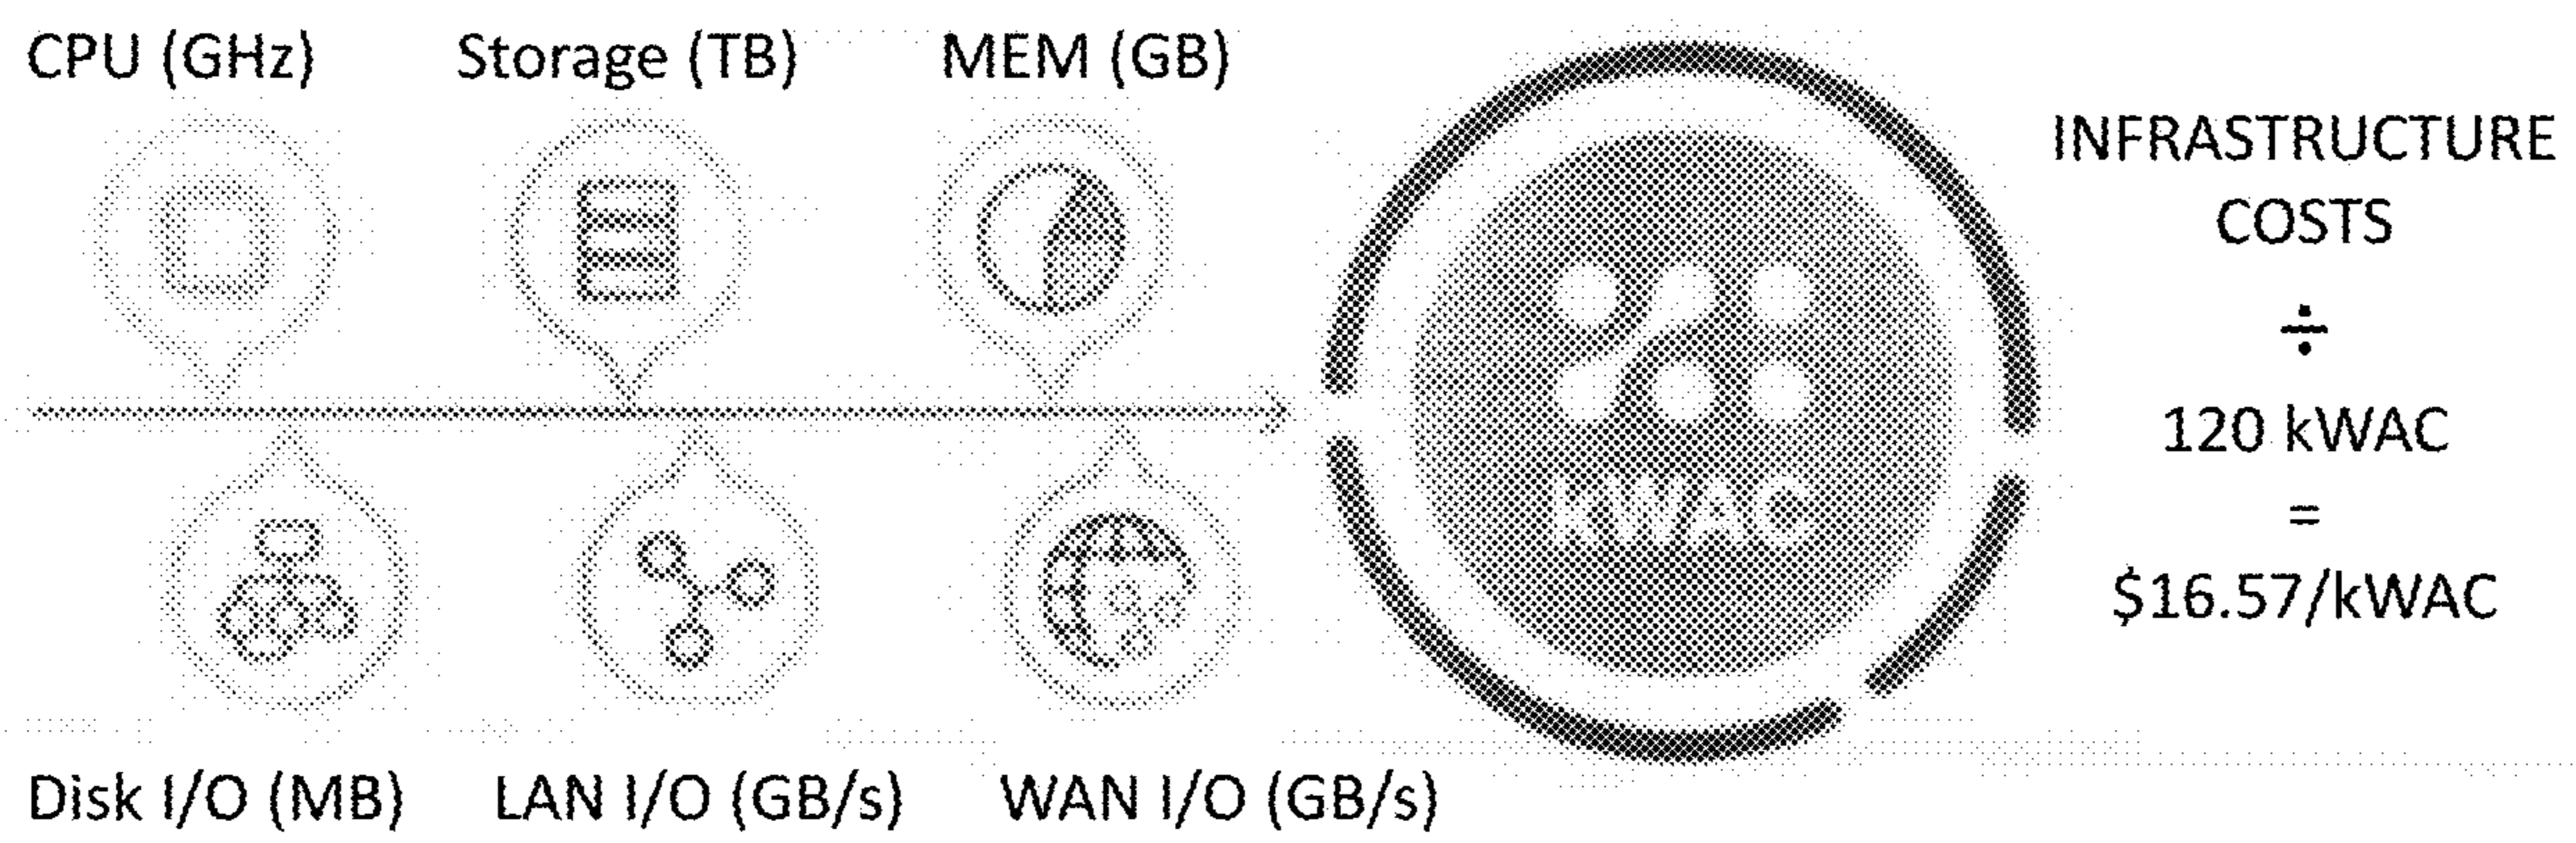 CPU (GHz)
Storage (TB)
MEM (GB)
Disk I/O (MB)
LAN I/O (GB/s)
WAN I/O (GB/s)
kWAC
INFRASTRUCTURE
COSTS
÷
120 kWAC
=
$16.57/kWAC